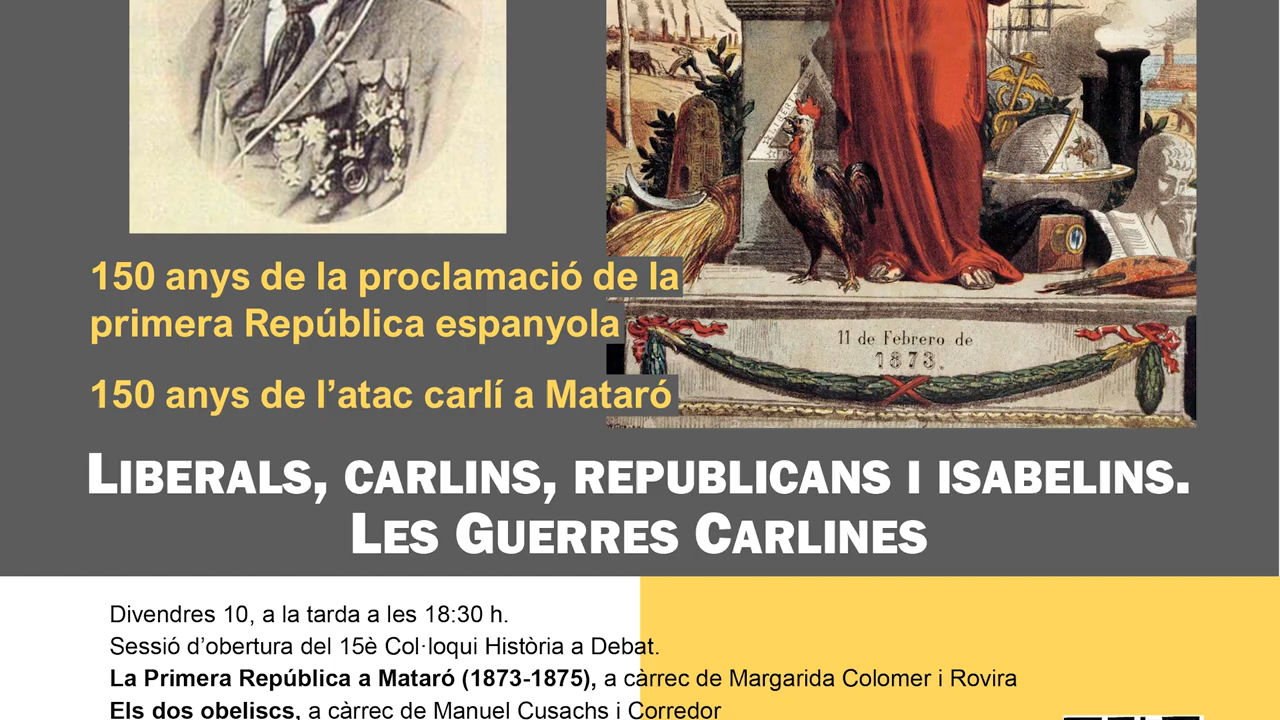 150 anys de la proclamació de la
primera República espanyola
150 anys de l’atac carlí a Mataró
11 de Febrero de
1873.
LIBERALS, CARLINS, REPUBLICANS I ISABELINS.
LES GUERRES CARLINES
Divendres 10, a la tarda a les 18:30 h.
Sessió d’obertura del 15è Col·loqui Història a Debat.
La Primera República a Mataró (1873-1875), a càrrec de Margarida Colomer i Rovira
Els dos obeliscs, a càrrec de Manuel Cusachs i Corredor